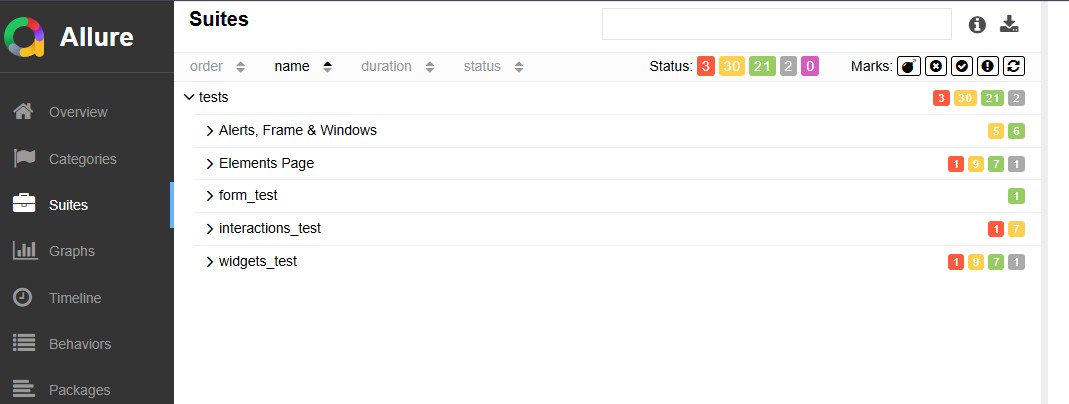 Allure
Suites
order name duration status Status: 3 30 21 2 0 Marks:
tests 3 30 21 2
Overview
Alerts, Frame & Windows 5 6
Categories
Elements Page 1 9 7 1
Suites
form_test 1
interactions_test 1 7
Graphs
widgets_test 1 9 7 1
Timeline
Behaviors
Packages